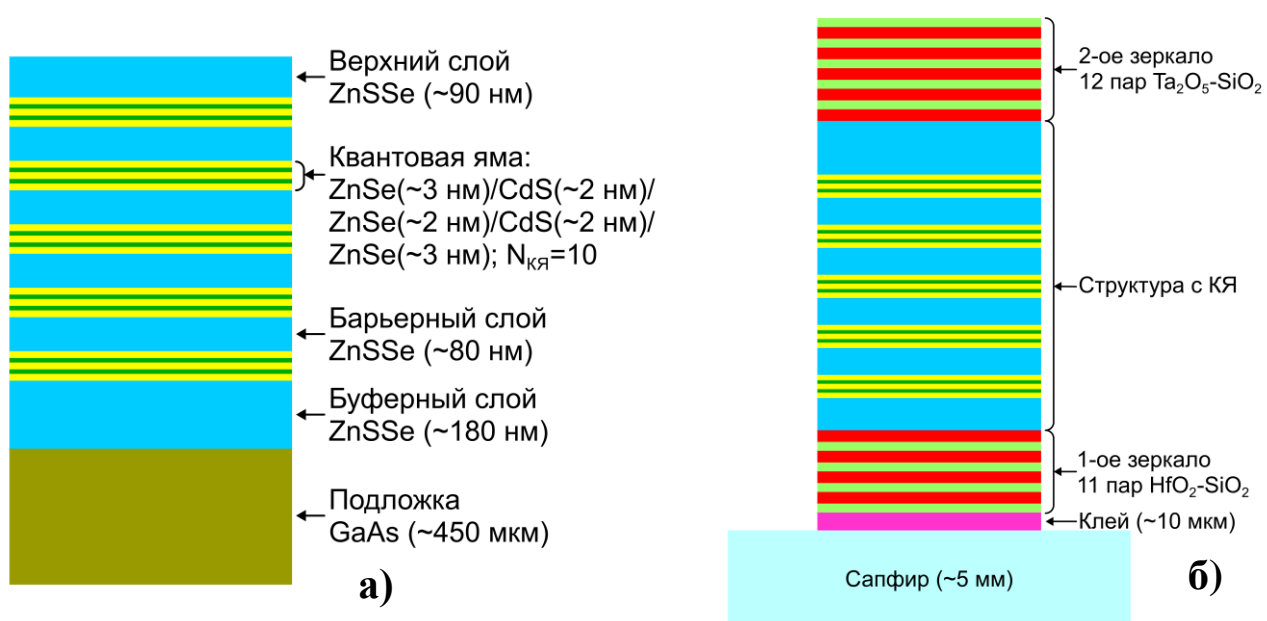 Верхний слой
ZnSSe (~90 нм)
Квантовая яма:
ZnSe(~3 нм)/CdS(~2 нм)/
ZnSe(~2 нм)/CdS(~2 нм)/
ZnSe(~3 нм); NКЯ=10
Барьерный слой
ZnSSe (~80 нм)
Буферный слой
ZnSSe (~180 нм)
Подложка
GaAs (~450 мкм)
а)
2-ое зеркало
12 пар Ta₂O₅-SiO₂
Структура с КЯ
1-ое зеркало
11 пар HfO₂-SiO₂
Клей (~10 мкм)
Сапфир (~5 мм)
б)